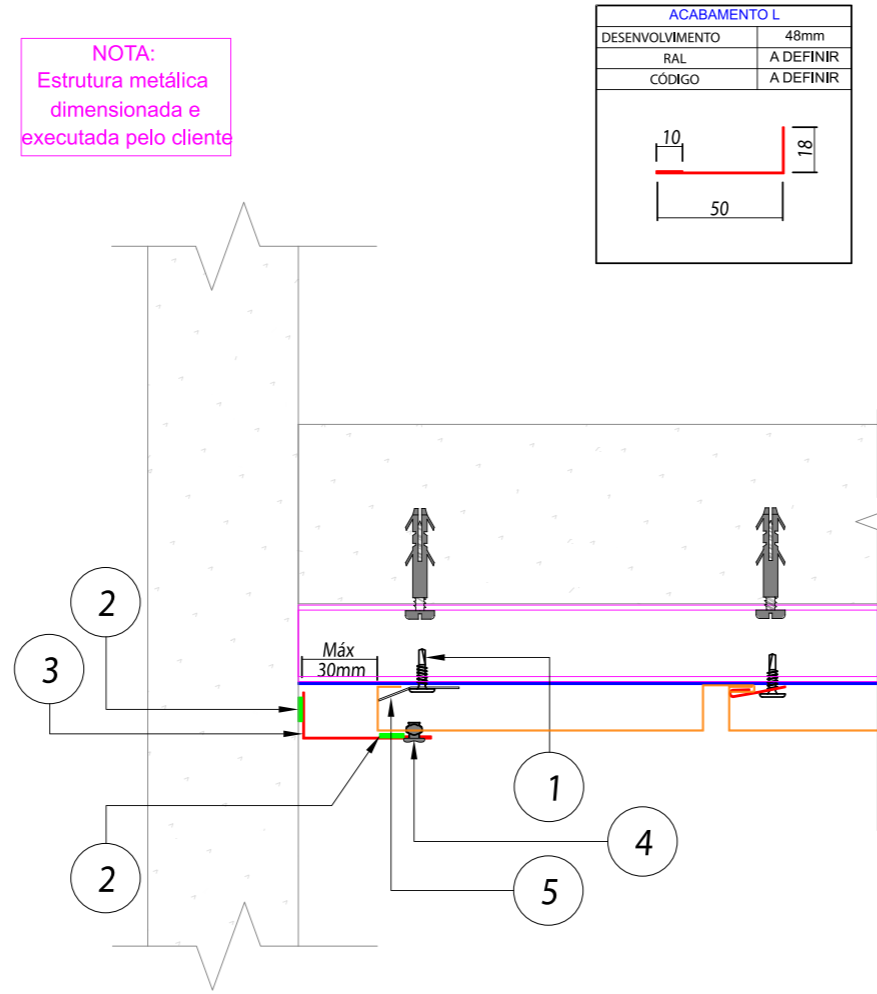 NOTA:
Estrutura metálica
dimensionada e
executada pelo cliente
ACABAMENTO L
DESENVOLVIMENTO 48mm
RAL A DEFINIR
CÓDIGO A DEFINIR
10
18
50
2
3
Máx
30mm
1
4
2
5